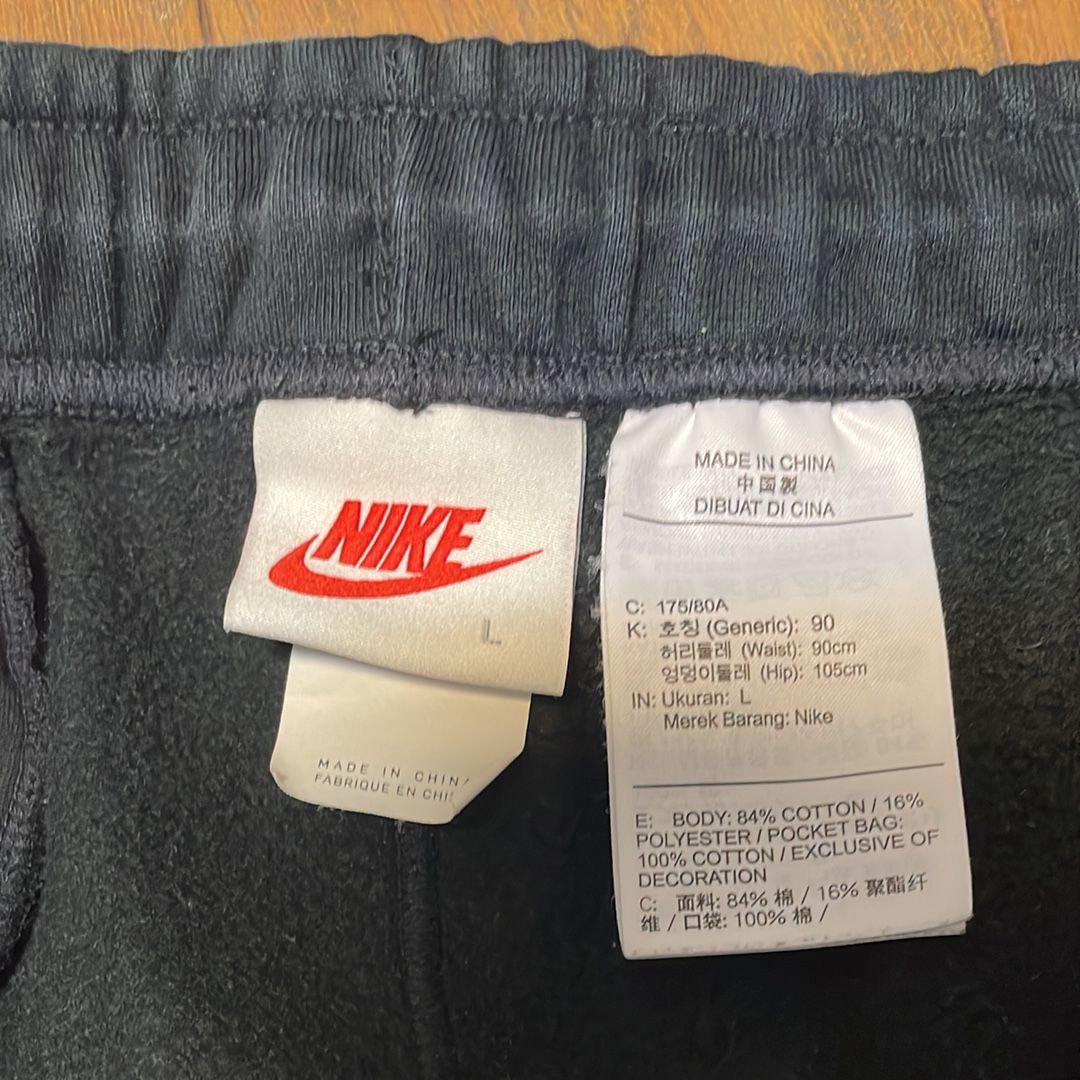 NIKE
L
MADE IN CHIN
FABRIQUE EN CHI
MADE IN CHINA
中国製
DIBUAT DI CINA
C: 175/80A
K: 호칭 (Generic): 90
허리둘레 (Waist): 90cm
엉덩이둘레 (Hip): 105cm
IN: Ukuran: L
Merek Barang: Nike
E: BODY: 84% COTTON / 16%
POLYESTER / POCKET BAG:
100% COTTON / EXCLUSIVE OF
DECORATION
C: 面料: 84% 棉 / 16% 聚酯纤
维 / 口袋: 100% 棉 /